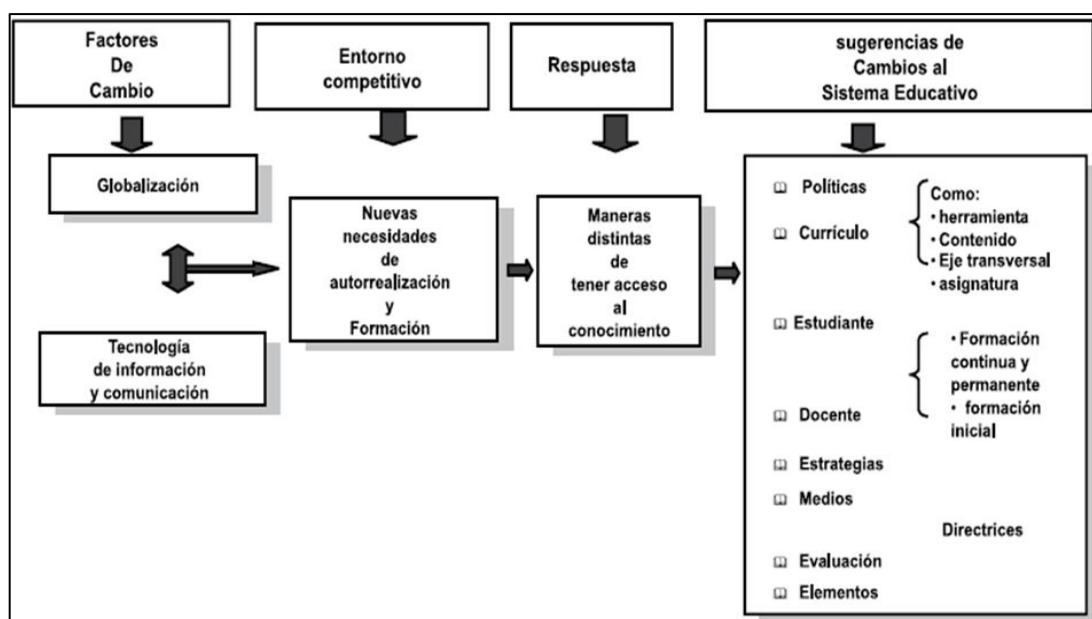 Factores
De
Cambio
Entorno
competitivo
Respuesta
sugerencias de
Cambios al
Sistema Educativo
Globalización
Tecnología
de información
y comunicación
Nuevas
necesidades
de
autorrealización
y
Formación
Maneras
distintas
de
tener acceso
al
conocimiento
Políticas
Currículo
Como:
• herramienta
• Contenido
• Eje transversal
• asignatura
Estudiante
• Formación
continua y
permanente
• formación
inicial
Docente
Estrategias
Medios
Directrices
Evaluación
Elementos